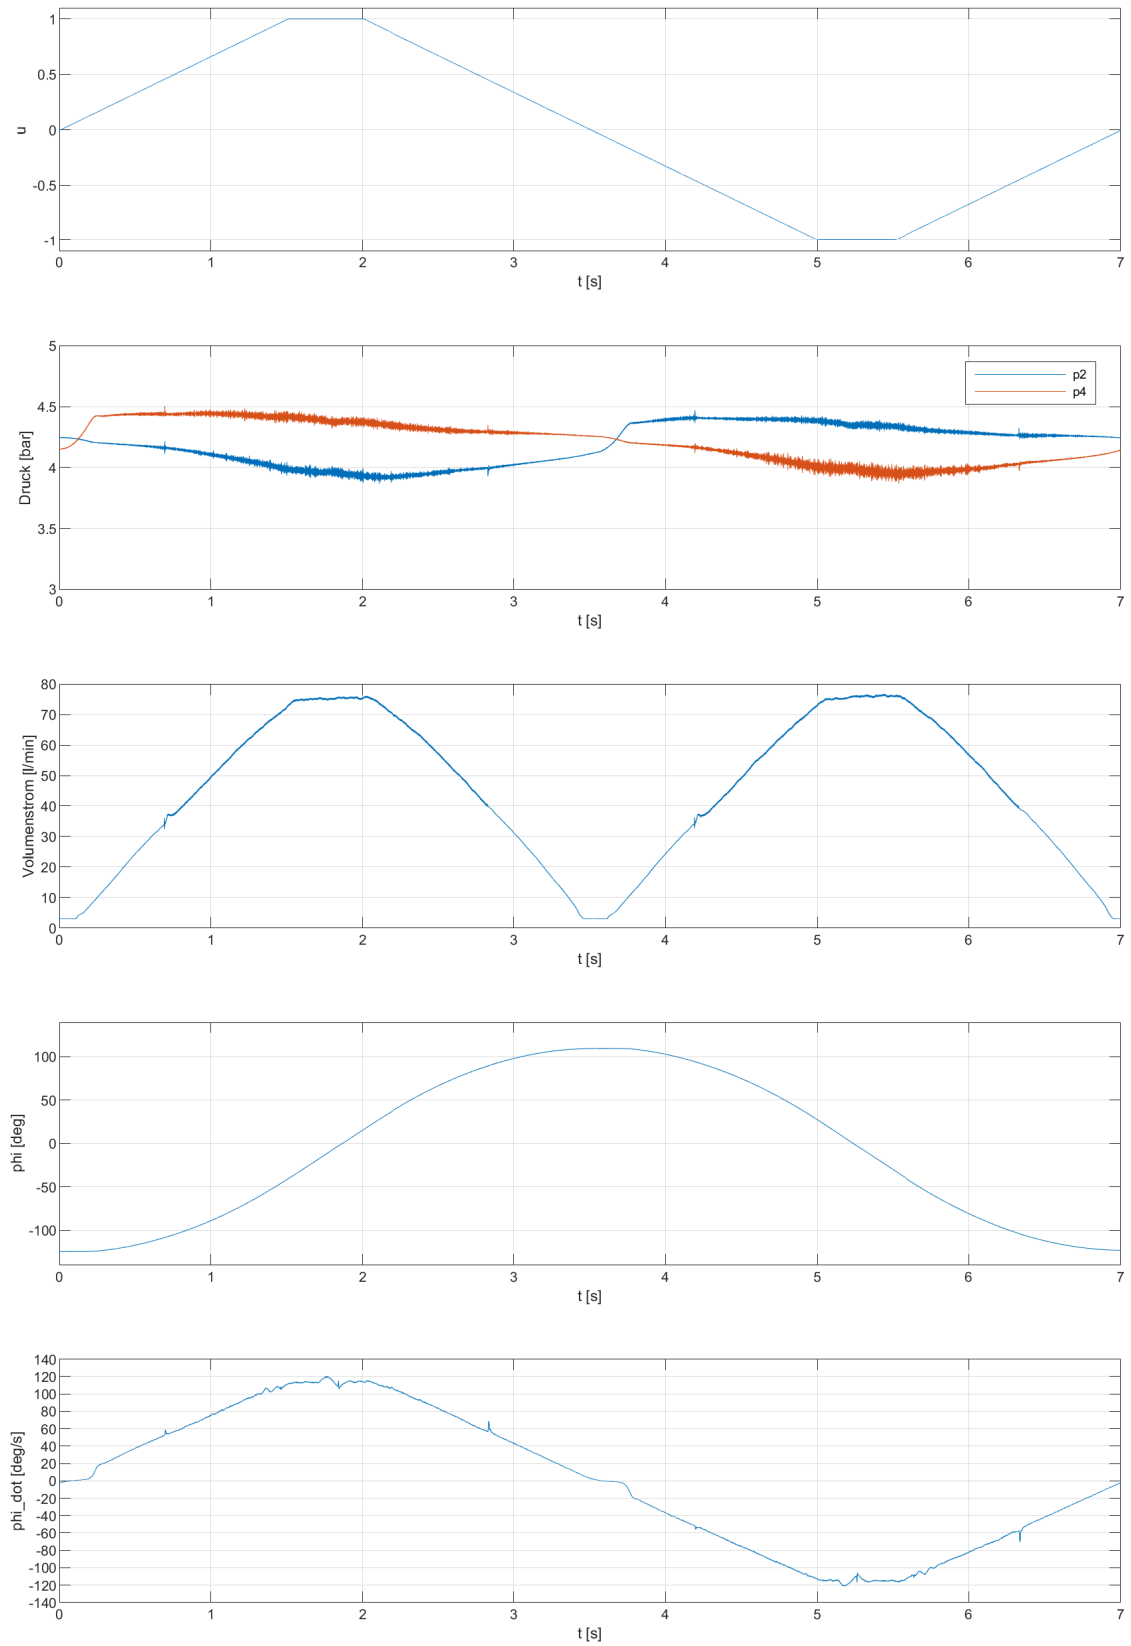 1
0.5
0
-0.5
-1
u
0 1 2 3 4 5 6 7
t [s]
5
4.5
4
3.5
3
Druck [bar]
p2
p4
0 1 2 3 4 5 6 7
t [s]
80
70
60
50
40
30
20
10
0
Volumenstrom [l/min]
0 1 2 3 4 5 6 7
t [s]
100
50
0
-50
-100
phi [deg]
0 1 2 3 4 5 6 7
t [s]
140
120
100
80
60
40
20
0
-20
-40
-60
-80
-100
-120
-140
phi_dot [deg/s]
0 1 2 3 4 5 6 7
t [s]